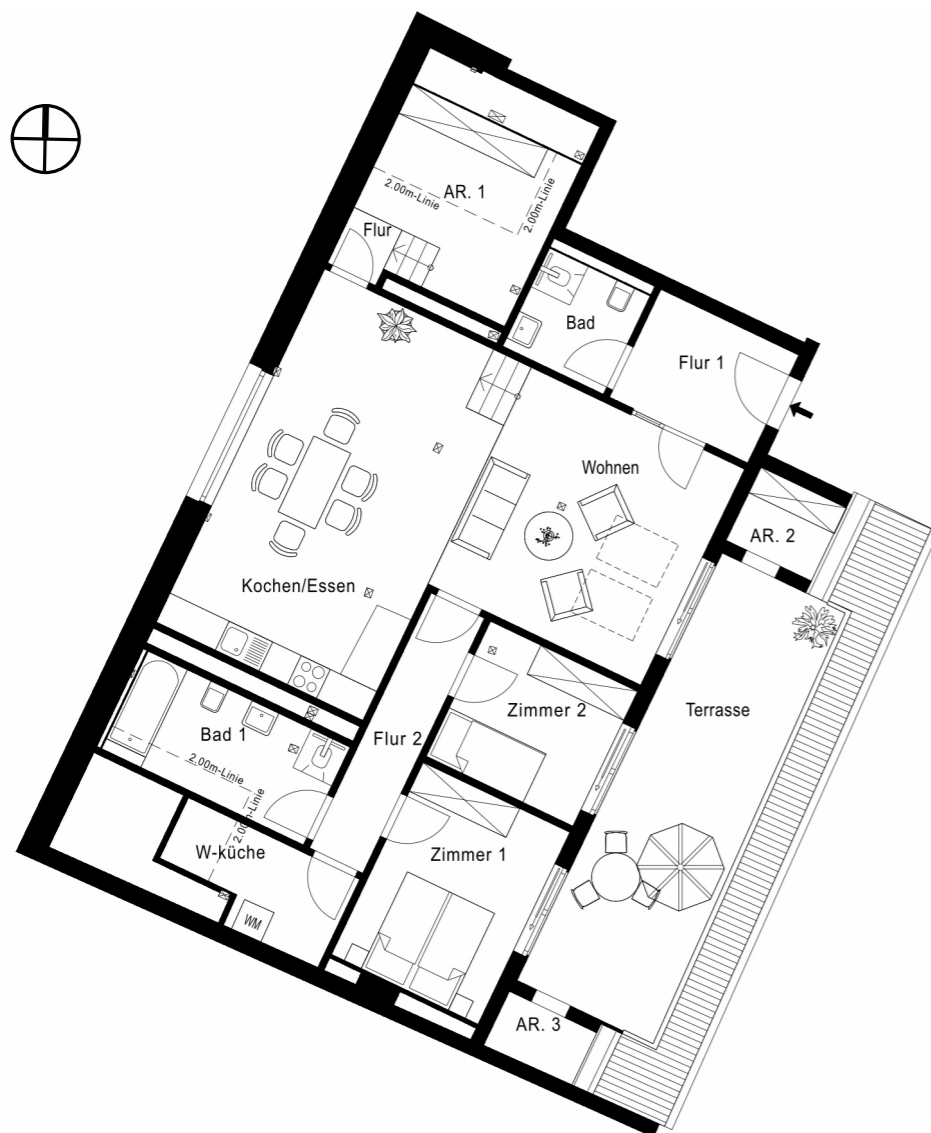 AR. 1
2.00m-Linie
2.00m-Linie
Flur
Bad
Flur 1
Wohnen
AR. 2
Kochen/Essen
Zimmer 2
Terrasse
Bad 1
Flur 2
2.00m-Linie
2.00m-Linie
W-küche
Zimmer 1
WM
AR. 3